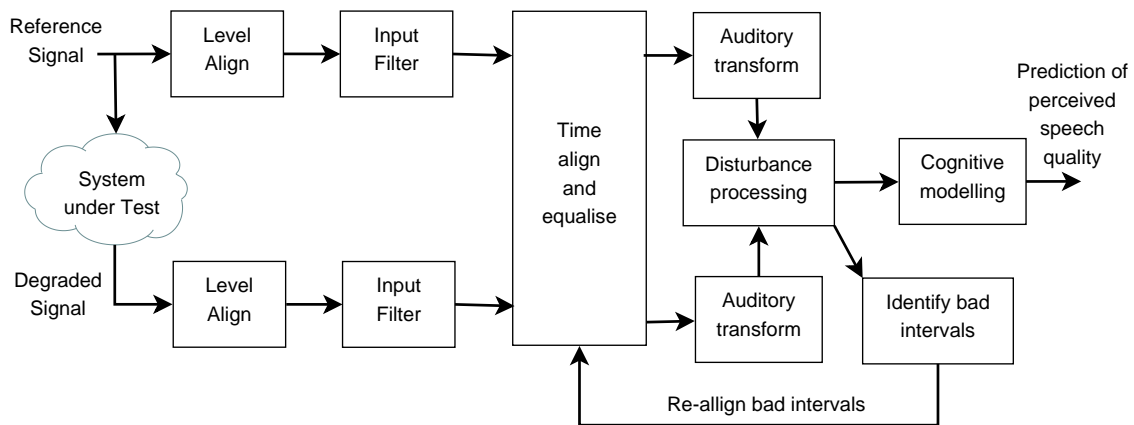 Reference
Signal
Level
Align
Input
Filter
Time
align
and
equalise
Auditory
transform
Prediction of
perceived
speech
quality
System
under Test
Disturbance
processing
Cognitive
modelling
Degraded
Signal
Level
Align
Input
Filter
Auditory
transform
Identify bad
intervals
Re-allign bad intervals